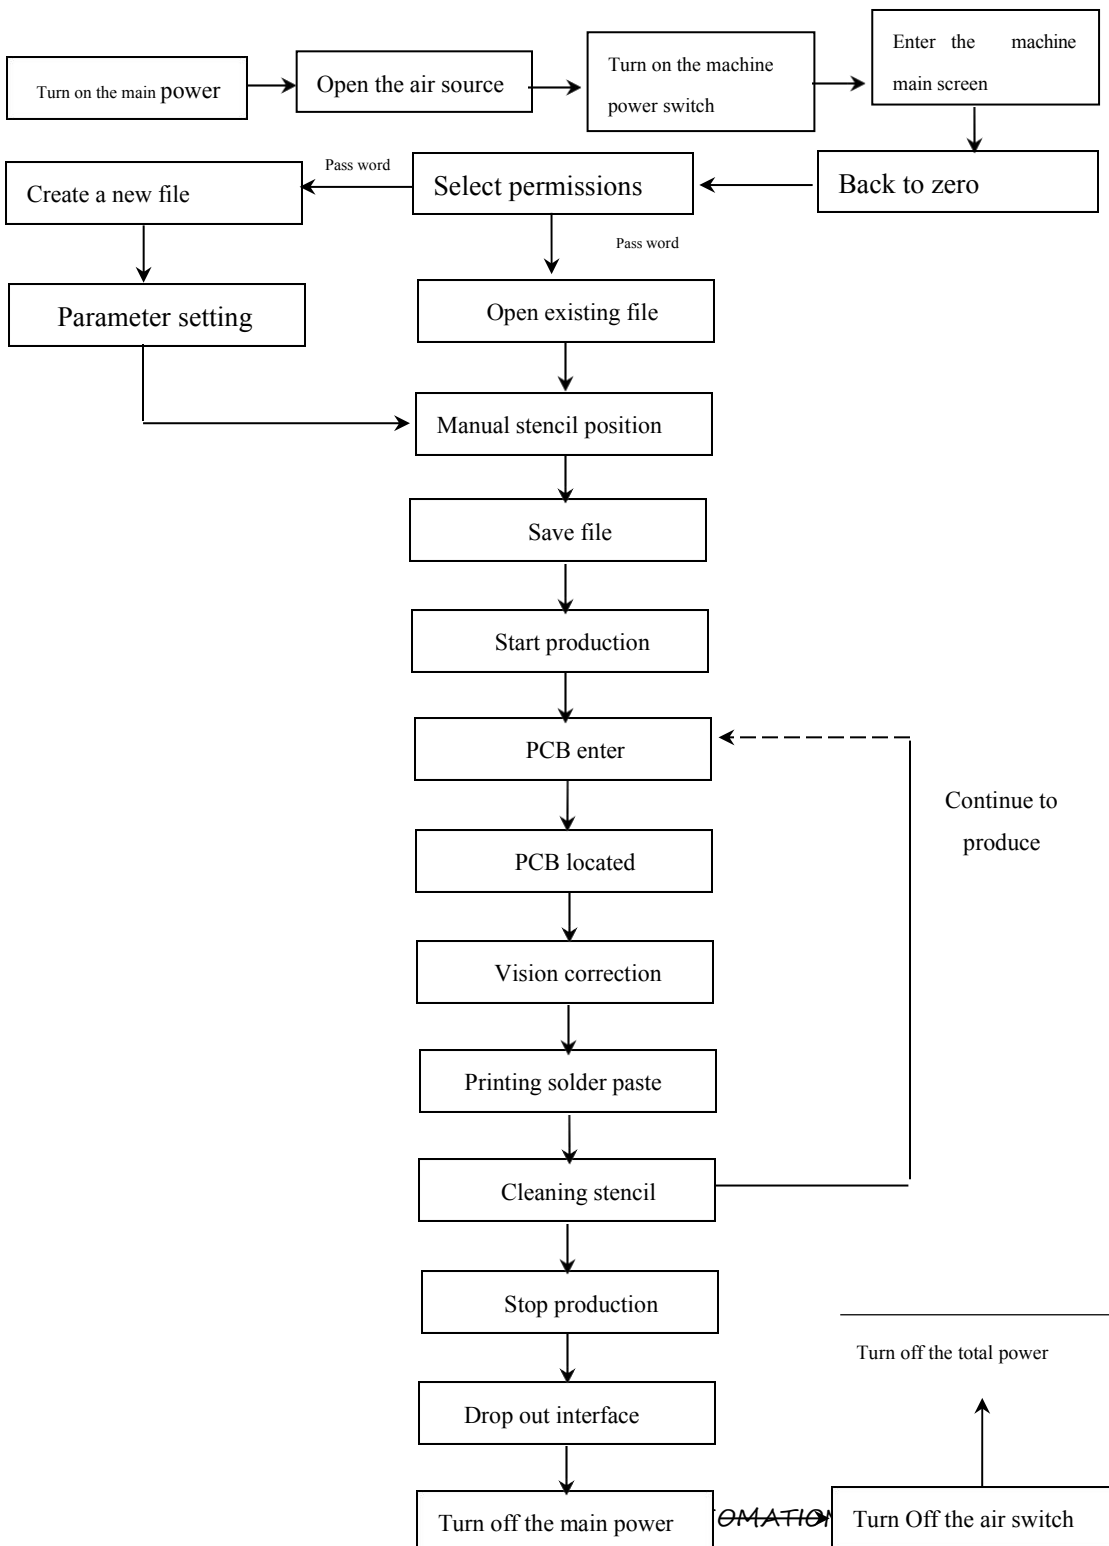 Turn on the main power
Open the air source
Turn on the machine
power switch
Enter the machine
main screen
Create a new file
Pass word
Select permissions
Back to zero
Pass word
Parameter setting
Open existing file
Manual stencil position
Save file
Start production
PCB enter
Continue to
produce
PCB located
Vision correction
Printing solder paste
Cleaning stencil
Stop production
Turn off the total power
Drop out interface
Turn off the main power
Turn Off the air switch